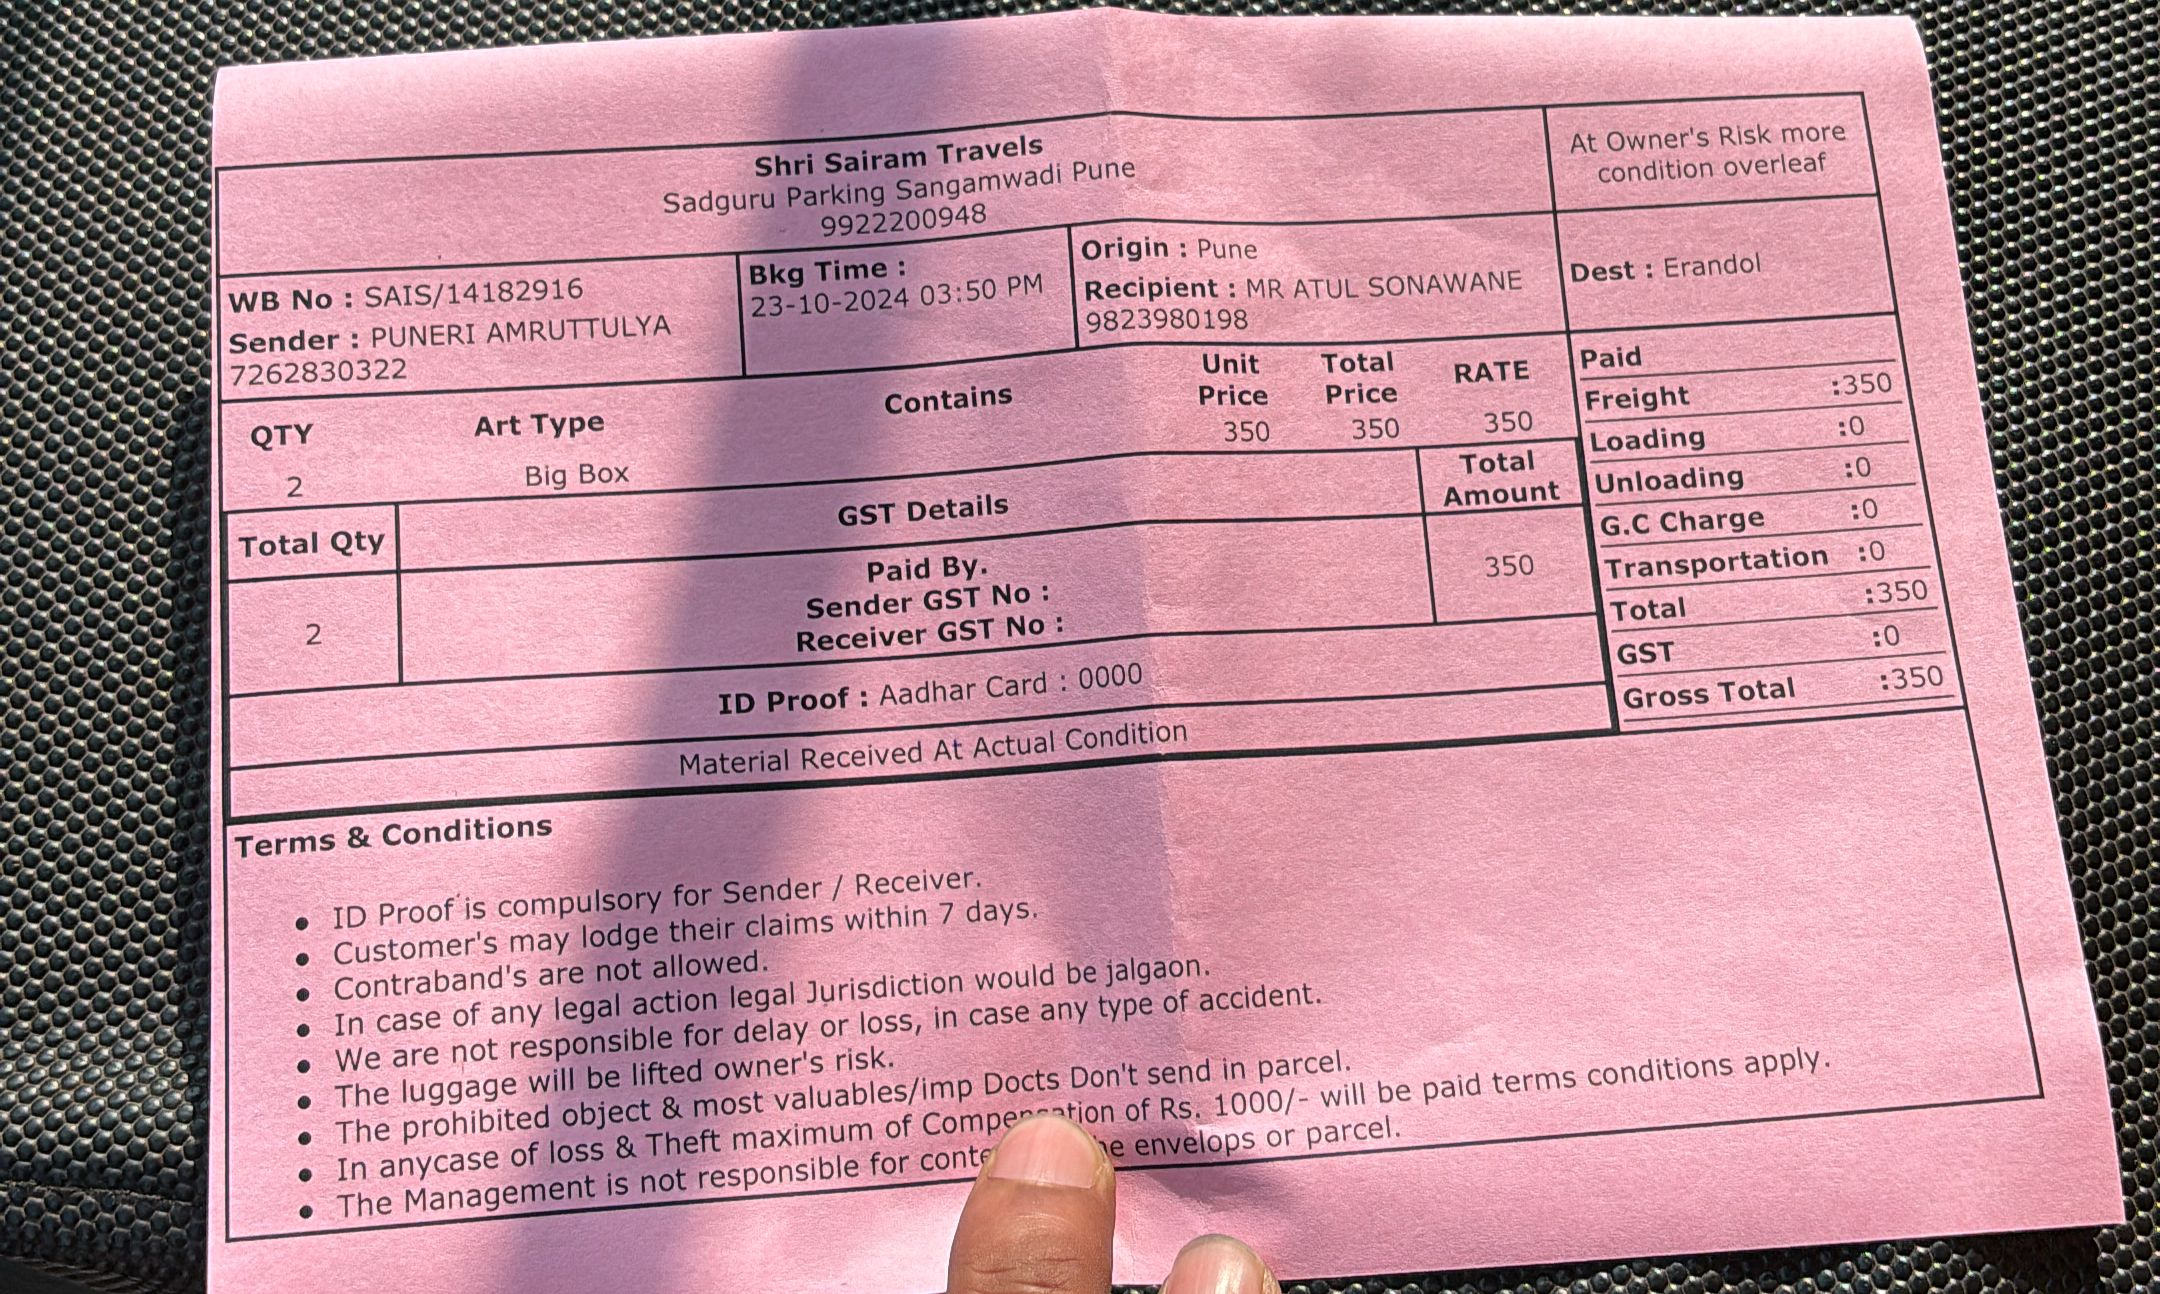 Shri Sairam Travels
Sadguru Parking Sangamwadi Pune
9922200948
At Owner's Risk more
condition overleaf
WB No : SAIS/14182916
Sender : PUNERI AMRUTTULYA
7262830322
Bkg Time :
23-10-2024 03:50 PM
Origin : Pune
Recipient : MR ATUL SONAWANE
9823980198
Dest : Erandol
QTY Art Type Contains Unit Price Total Price RATE
2 Big Box 350 350 350
Total Qty GST Details Total Amount
2
Paid By.
Sender GST No :
Receiver GST No :
350
ID Proof : Aadhar Card : 0000
Material Received At Actual Condition
Paid
Freight :350
Loading :0
Unloading :0
G.C Charge :0
Transportation :0
Total :350
GST :0
Gross Total :350
Terms & Conditions
• ID Proof is compulsory for Sender / Receiver.
• Customer's may lodge their claims within 7 days.
• Contraband's are not allowed.
• In case of any legal action legal Jurisdiction would be jalgaon.
• We are not responsible for delay or loss, in case any type of accident.
• The luggage will be lifted owner's risk.
• The prohibited object & most valuables/imp Docts Don't send in parcel.
• In anycase of loss & Theft maximum of Compensation of Rs. 1000/- will be paid terms conditions apply.
• The Management is not responsible for envelops or parcel.